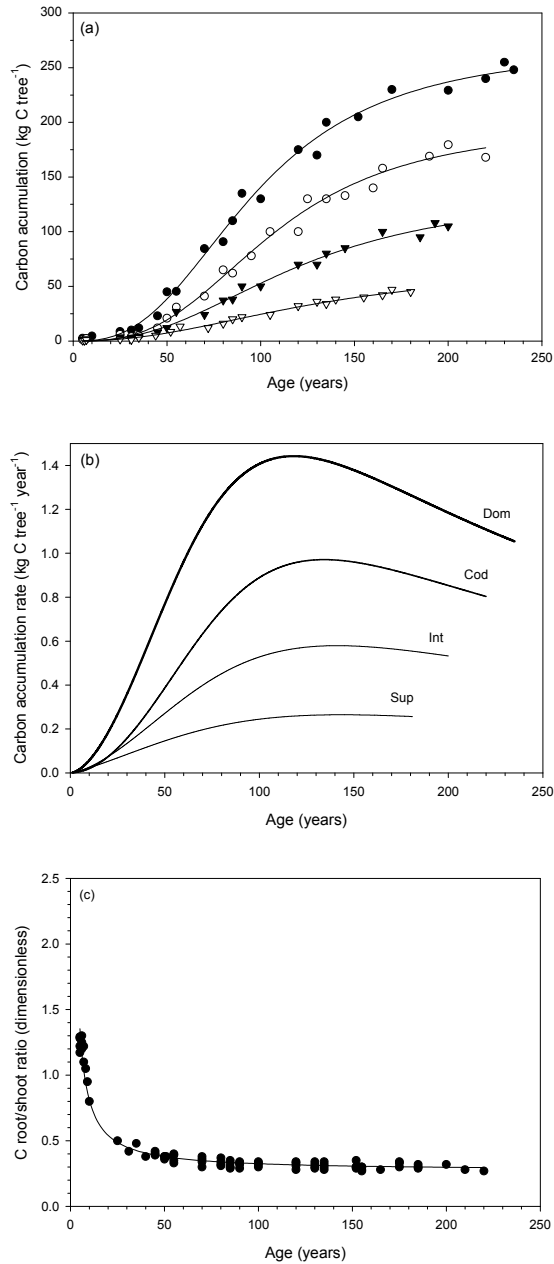 (a)
Carbon acumulation (kg C tree⁻¹)
300
250
200
150
100
50
0
0 50 100 150 200 250
Age (years)
(b)
Carbon accumulation rate (kg C tree⁻¹ year⁻¹)
1.4
1.2
1.0
0.8
0.6
0.4
0.2
0.0
Dom
Cod
Int
Sup
0 50 100 150 200 250
Age (years)
(c)
C root/shoot ratio (dimensionless)
2.5
2.0
1.5
1.0
0.5
0.0
0 50 100 150 200 250
Age (years)